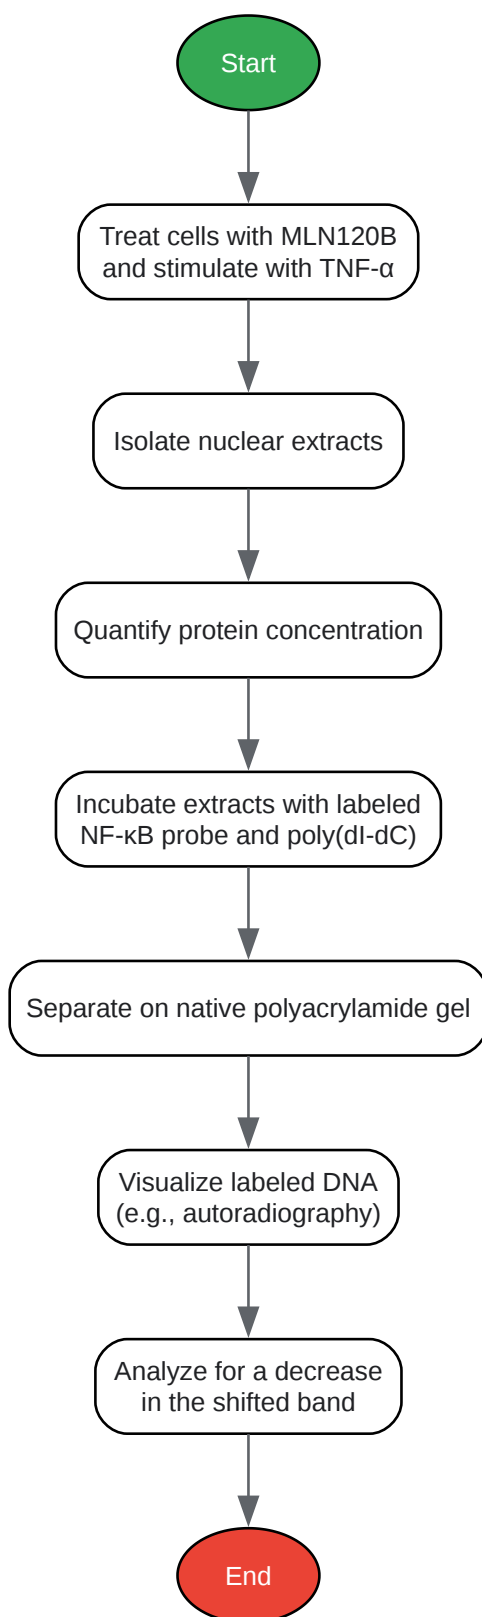 Start
Treat cells with MLN120B
and stimulate with TNF-α
Isolate nuclear extracts
Quantify protein concentration
Incubate extracts with labeled
NF-κB probe and poly(dI-dC)
Separate on native polyacrylamide gel
Visualize labeled DNA
(e.g., autoradiography)
Analyze for a decrease
in the shifted band
End